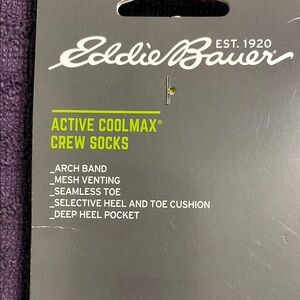 EST. 1920
Eddie Bauer
ACTIVE COOLMAX®
CREW SOCKS
_ARCH BAND
_MESH VENTING
_SEAMLESS TOE
_SELECTIVE HEEL AND TOE CUSHION
_DEEP HEEL POCKET